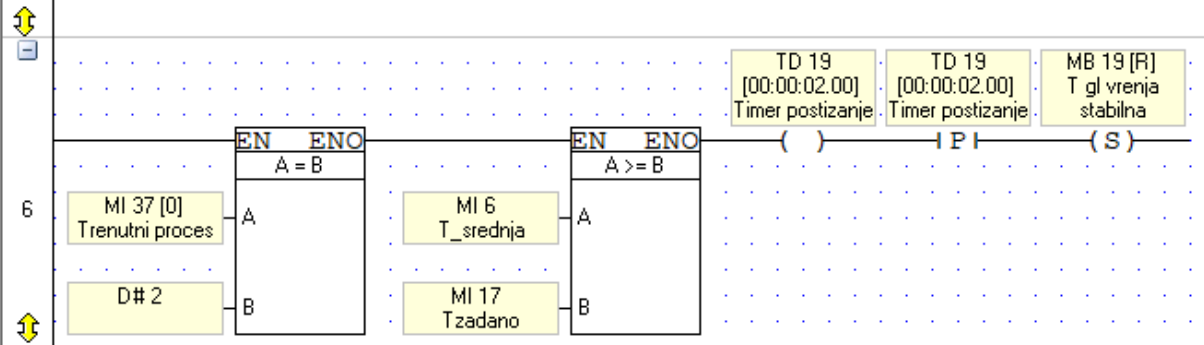 TD 19
[00:00:02.00]
Timer postizanje
TD 19
[00:00:02.00]
Timer postizanje
MB 19 [R]
T gl vrenja
stabilna
( )
P
( S )
EN ENO
A = B
EN ENO
A >= B
6
MI 37 [0]
Trenutni proces
A
MI 6
T_srednja
A
D# 2
B
MI 17
Tzadano
B